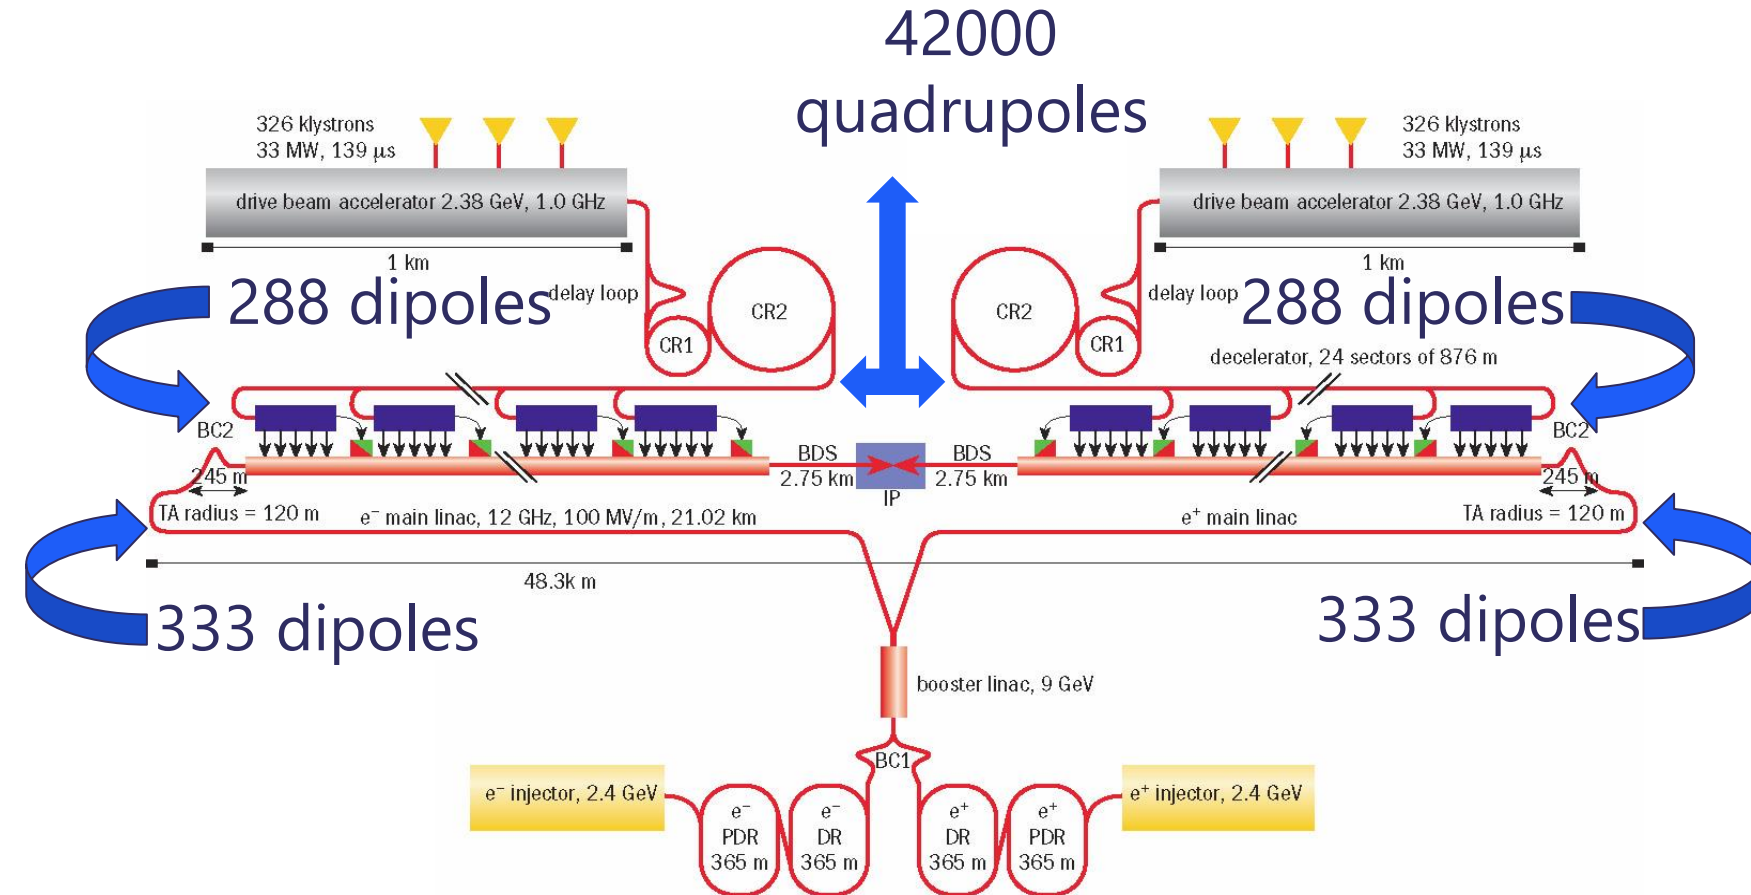 42000
quadrupoles
326 klystrons
33 MW, 139 μs
326 klystrons
33 MW, 139 μs
drive beam accelerator 2.38 GeV, 1.0 GHz
drive beam accelerator 2.38 GeV, 1.0 GHz
1 km
1 km
288 dipoles
delay loop
CR2
CR1
CR2
CR1
delay loop
288 dipoles
decelerator, 24 sectors of 876 m
BC2
BC2
245 m
BDS
2.75 km
IP
BDS
2.75 km
245 m
TA radius = 120 m
e⁻ main linac, 12 GHz, 100 MV/m, 21.02 km
e⁺ main linac
TA radius = 120 m
48.3k m
333 dipoles
333 dipoles
booster linac, 9 GeV
BC1
e⁻ injector, 2.4 GeV
e⁻
PDR
365 m
e⁻
DR
365 m
e⁺
DR
365 m
e⁺
PDR
365 m
e⁺ injector, 2.4 GeV